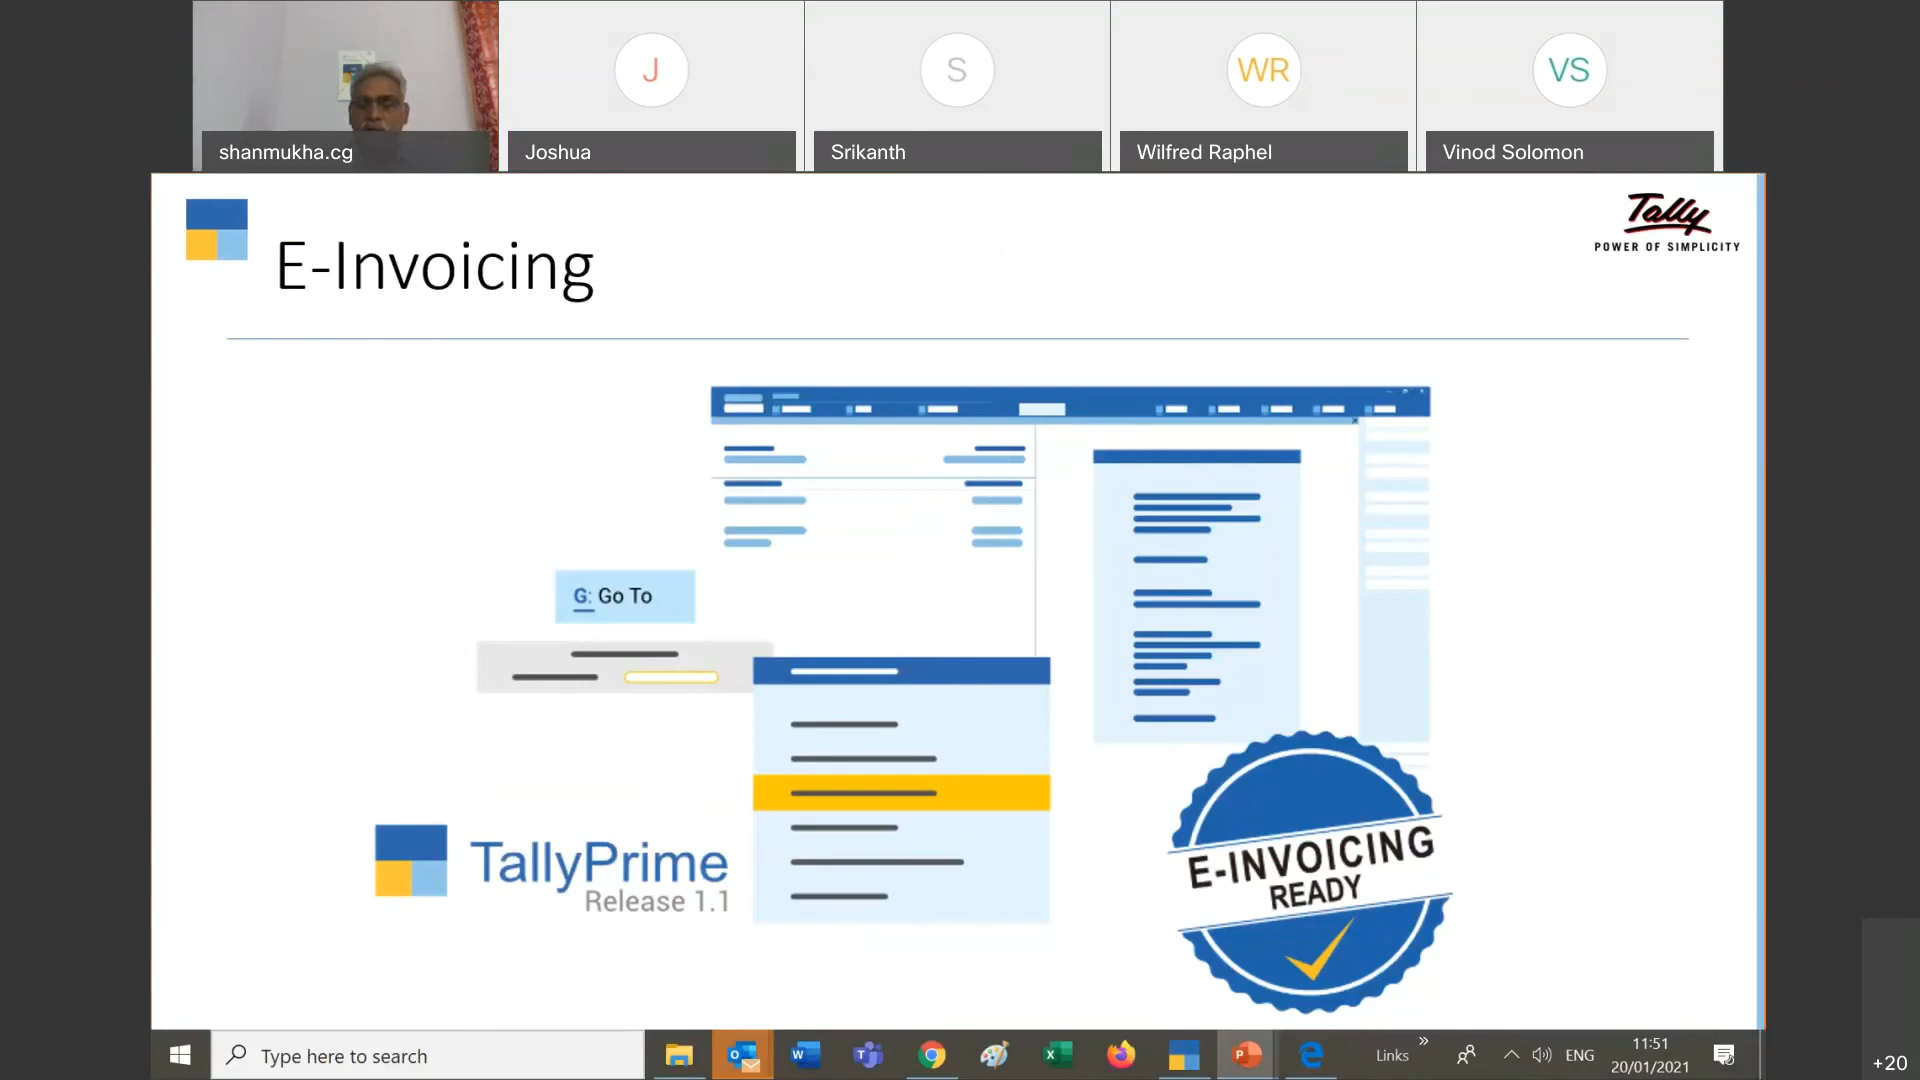 J
S
WR
VS
shanmukha.cg
Joshua
Srikanth
Wilfred Raphel
Vinod Solomon
Tally
POWER OF SIMPLICITY
E-Invoicing
G: Go To
TallyPrime
Release 1.1
E-INVOICING
READY
Type here to search
Links
ENG
11:51
20/01/2021
+20